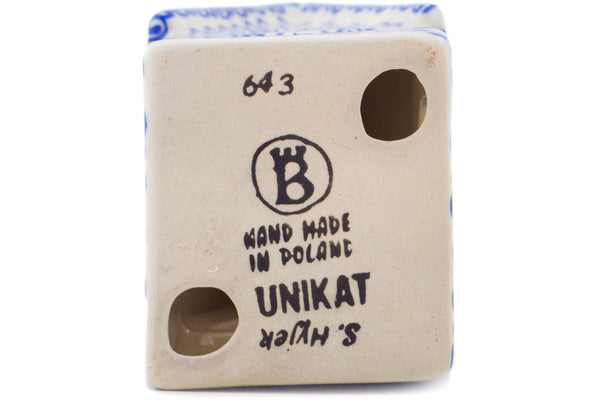 643
B
HAND MADE
IN POLAND
UNIKAT
S. Hyjek